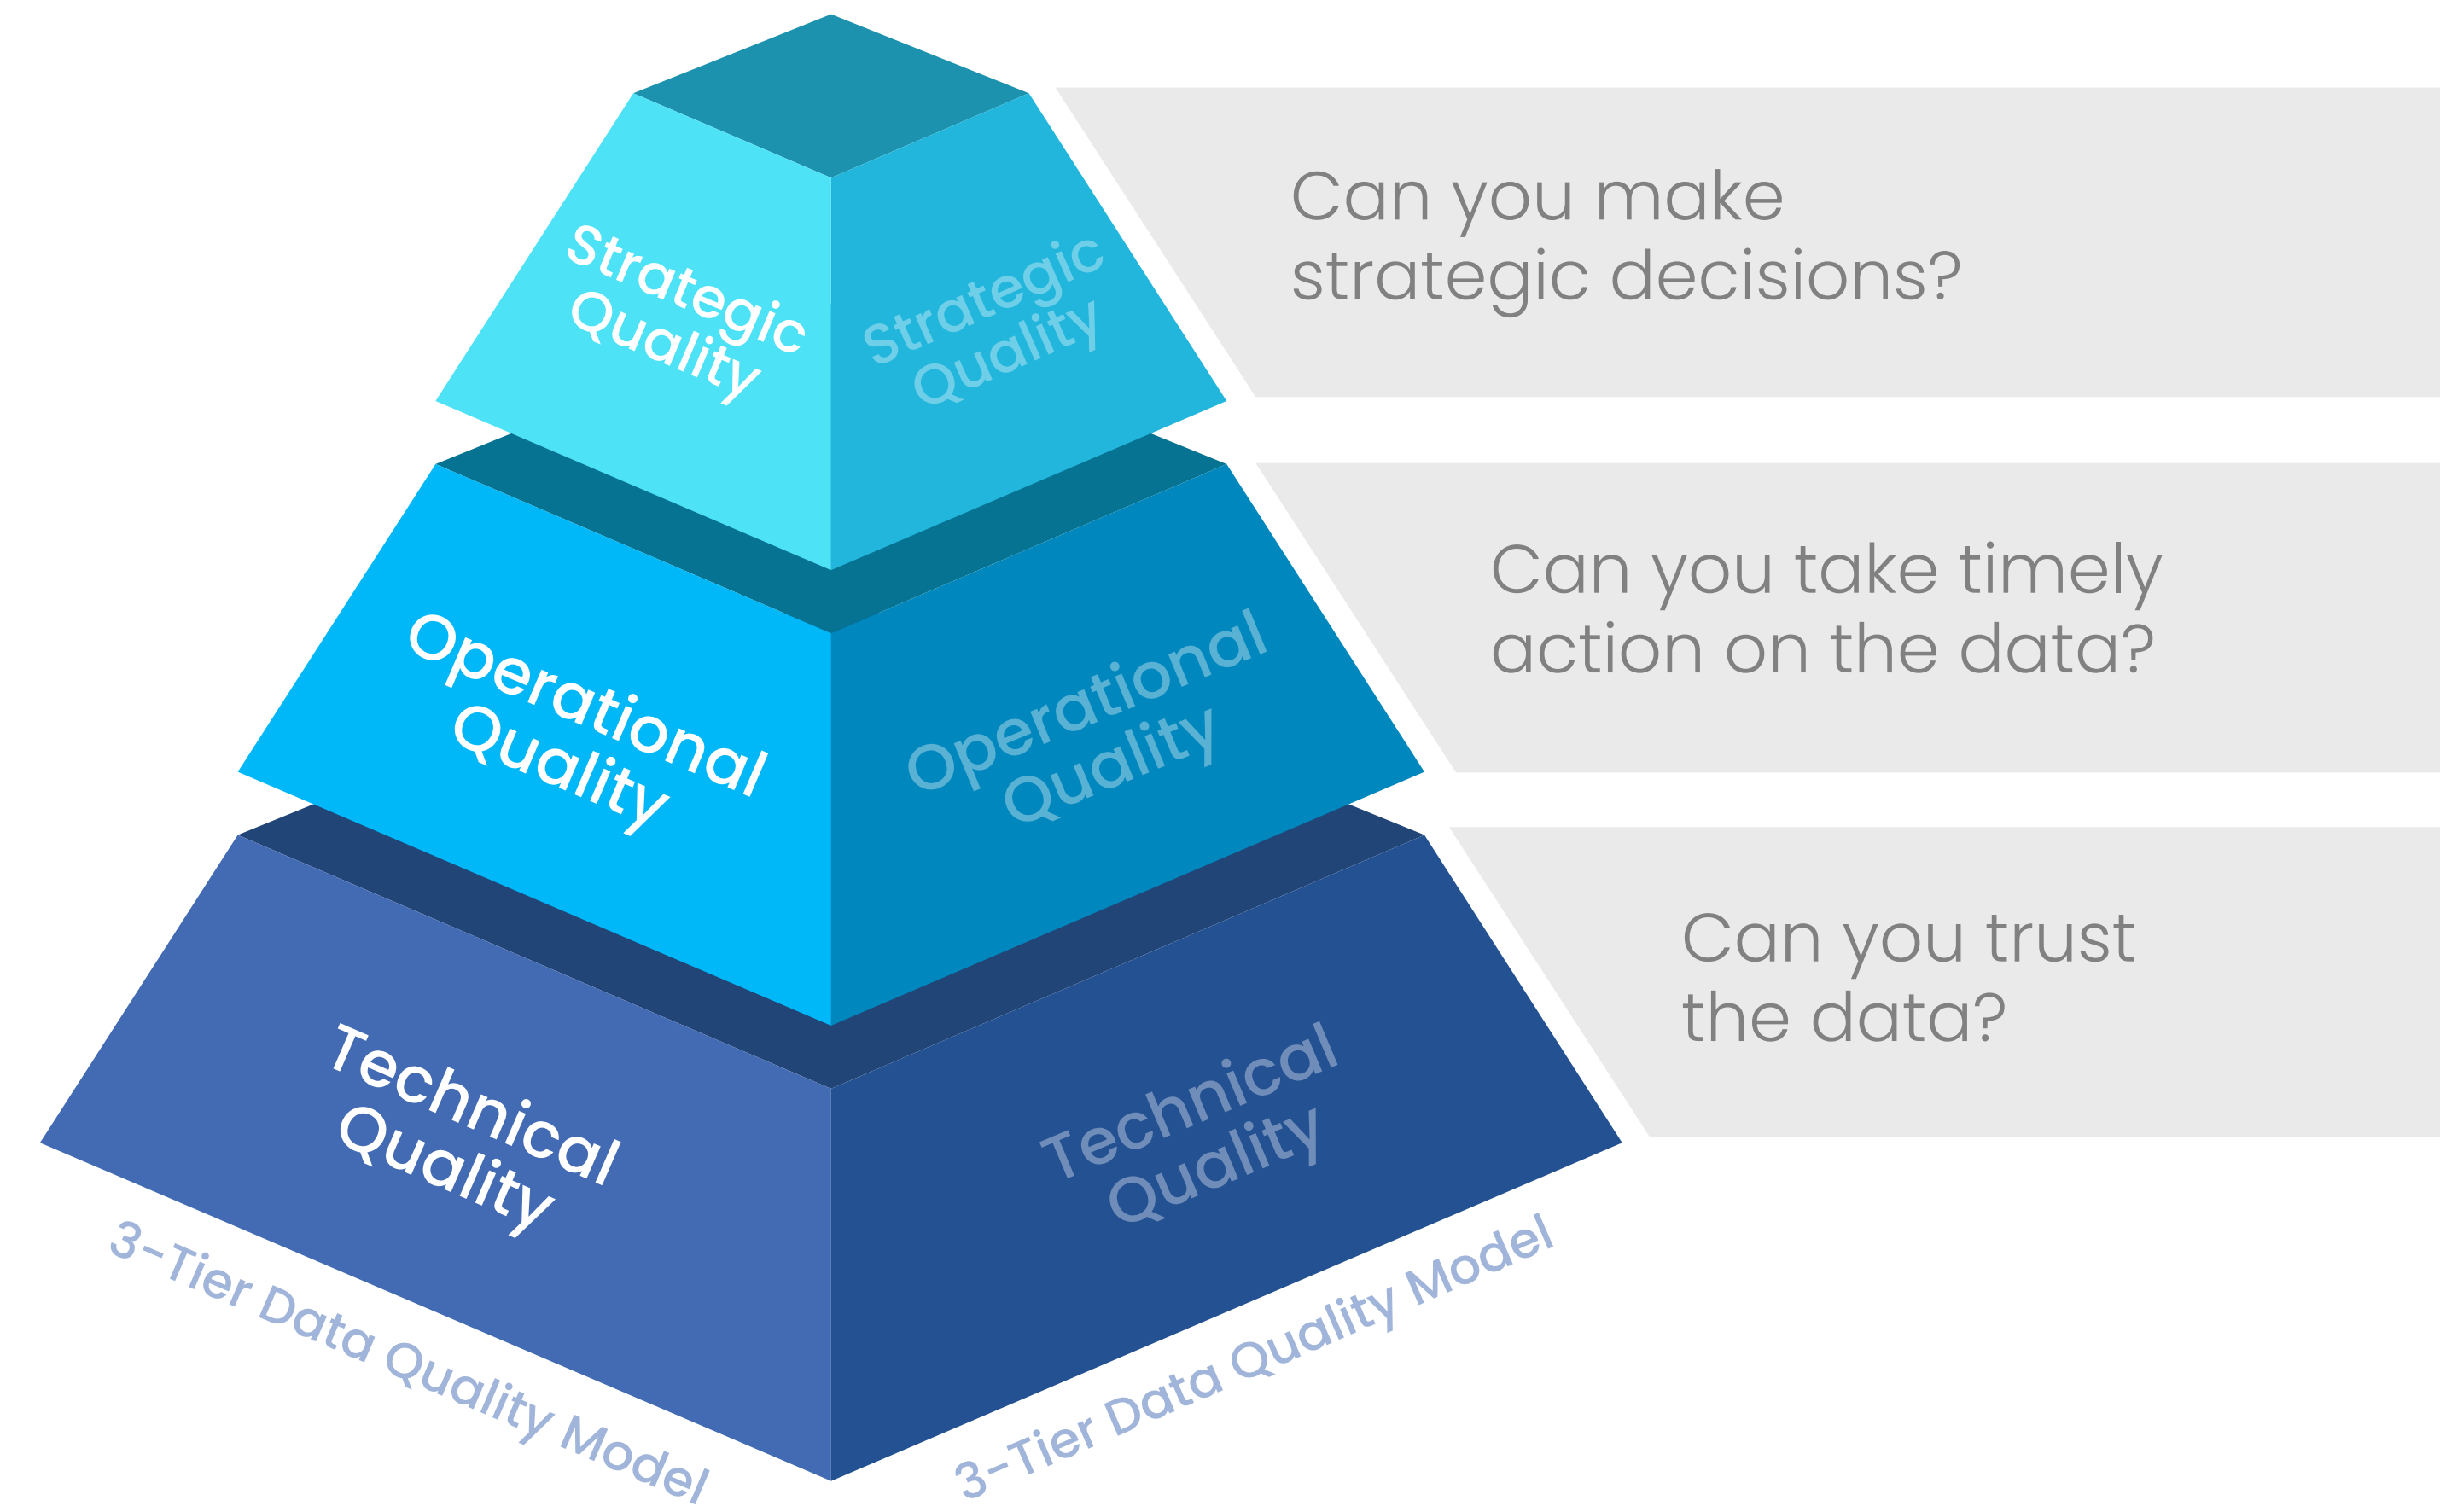 Strategic
Quality
Strategic
Quality
Can you make
strategic decisions?
Operational
Quality
Operational
Quality
Can you take timely
action on the data?
Technical
Quality
Technical
Quality
Can you trust
the data?
3-Tier Data Quality Model
3-Tier Data Quality Model